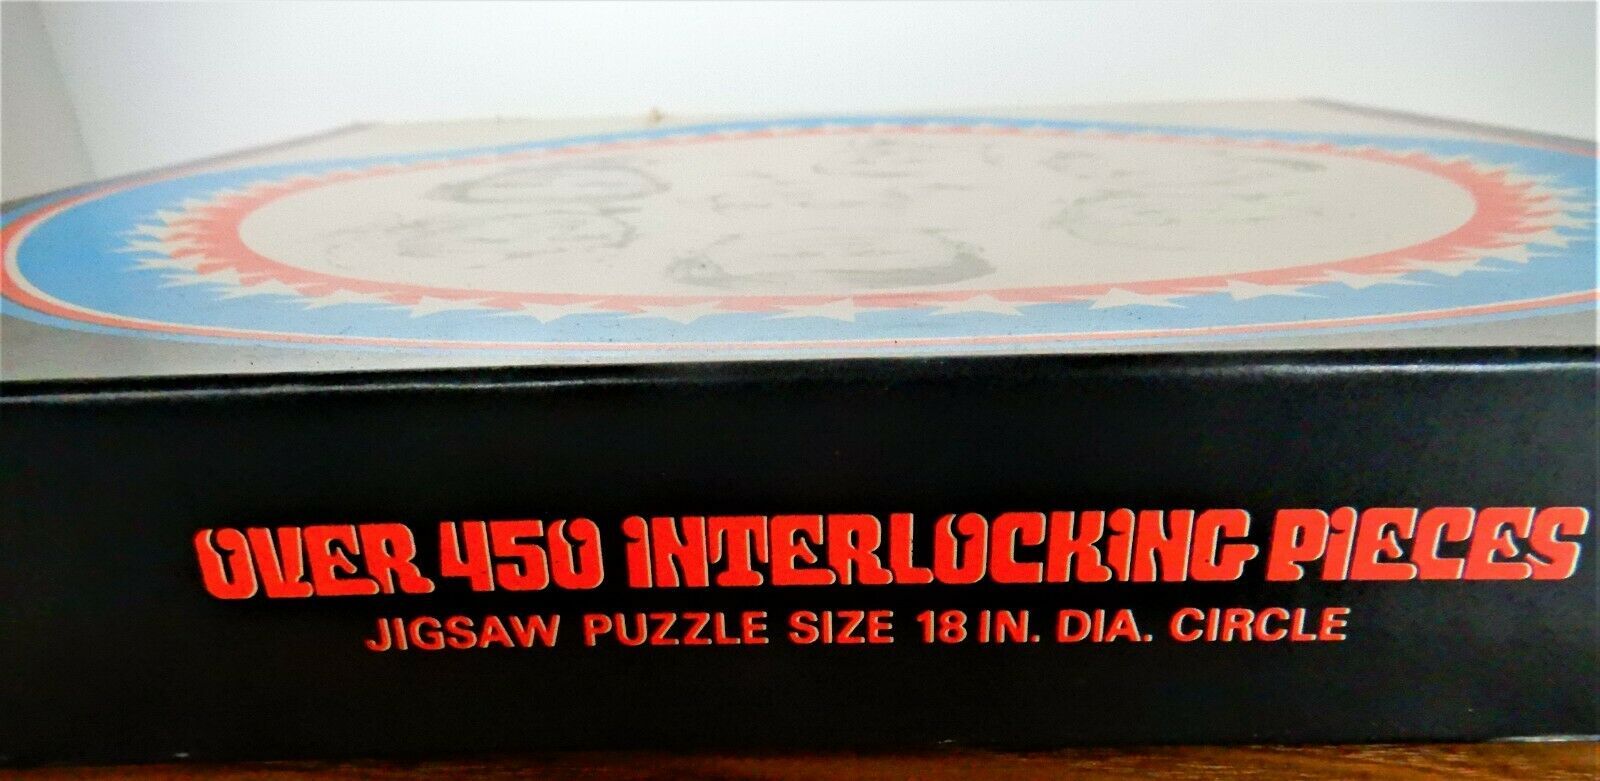 OVER 450 INTERLOCKING PIECES
JIGSAW PUZZLE SIZE 18 IN. DIA. CIRCLE